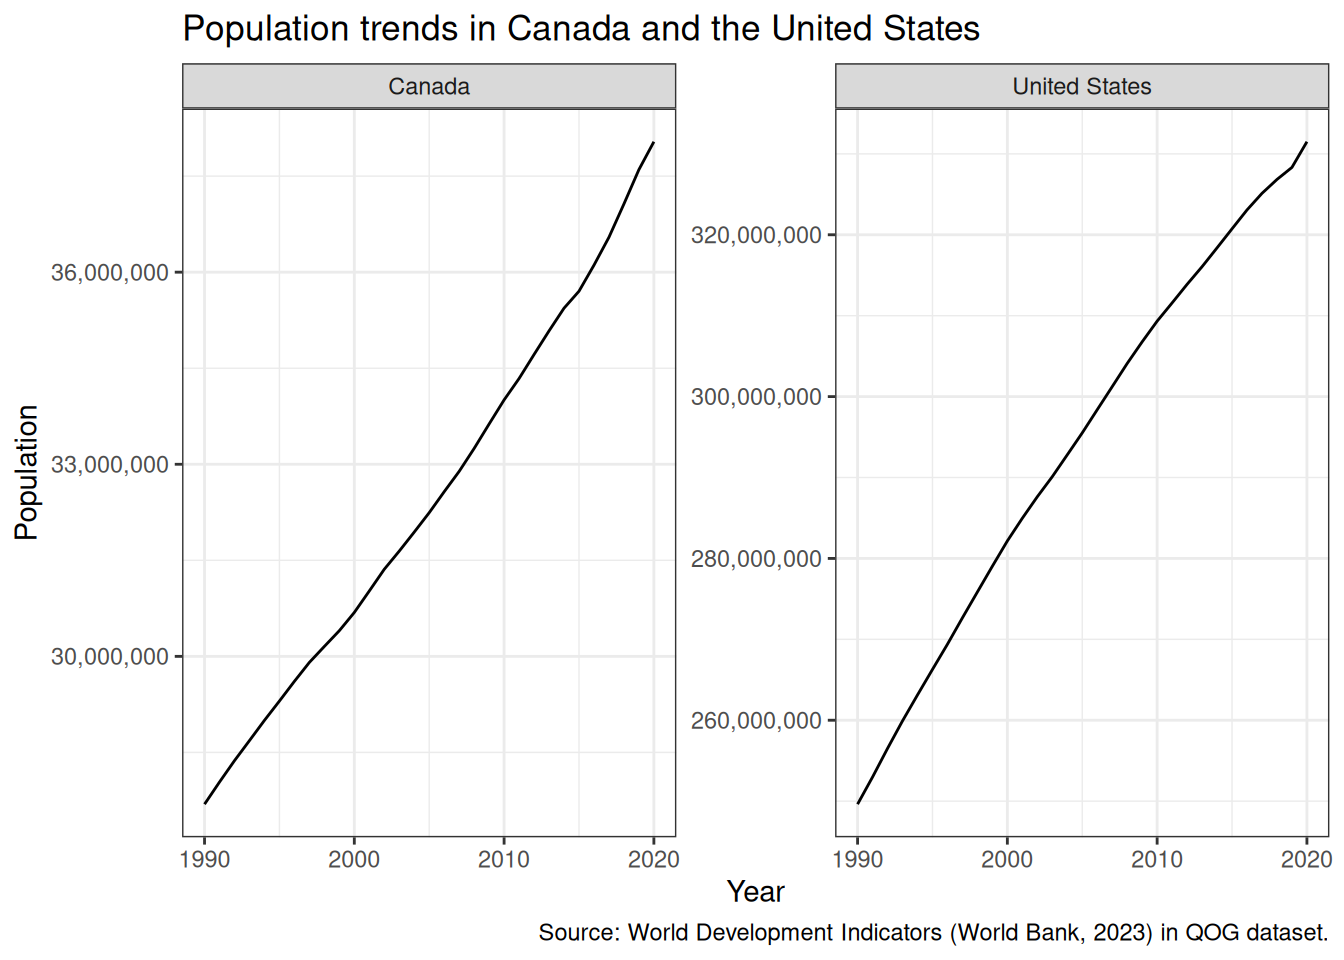 Population trends in Canada and the United States
Canada
United States
Population
36,000,000
33,000,000
30,000,000
320,000,000
300,000,000
280,000,000
260,000,000
1990 2000 2010 2020
1990 2000 2010 2020
Year
Source: World Development Indicators (World Bank, 2023) in QOG dataset.